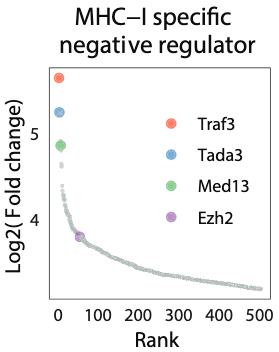 MHC−I specific
negative regulator
Log2( Fold change)
5
4
Traf3
Tada3
Med13
Ezh2
0 100 200 300 400 500
Rank